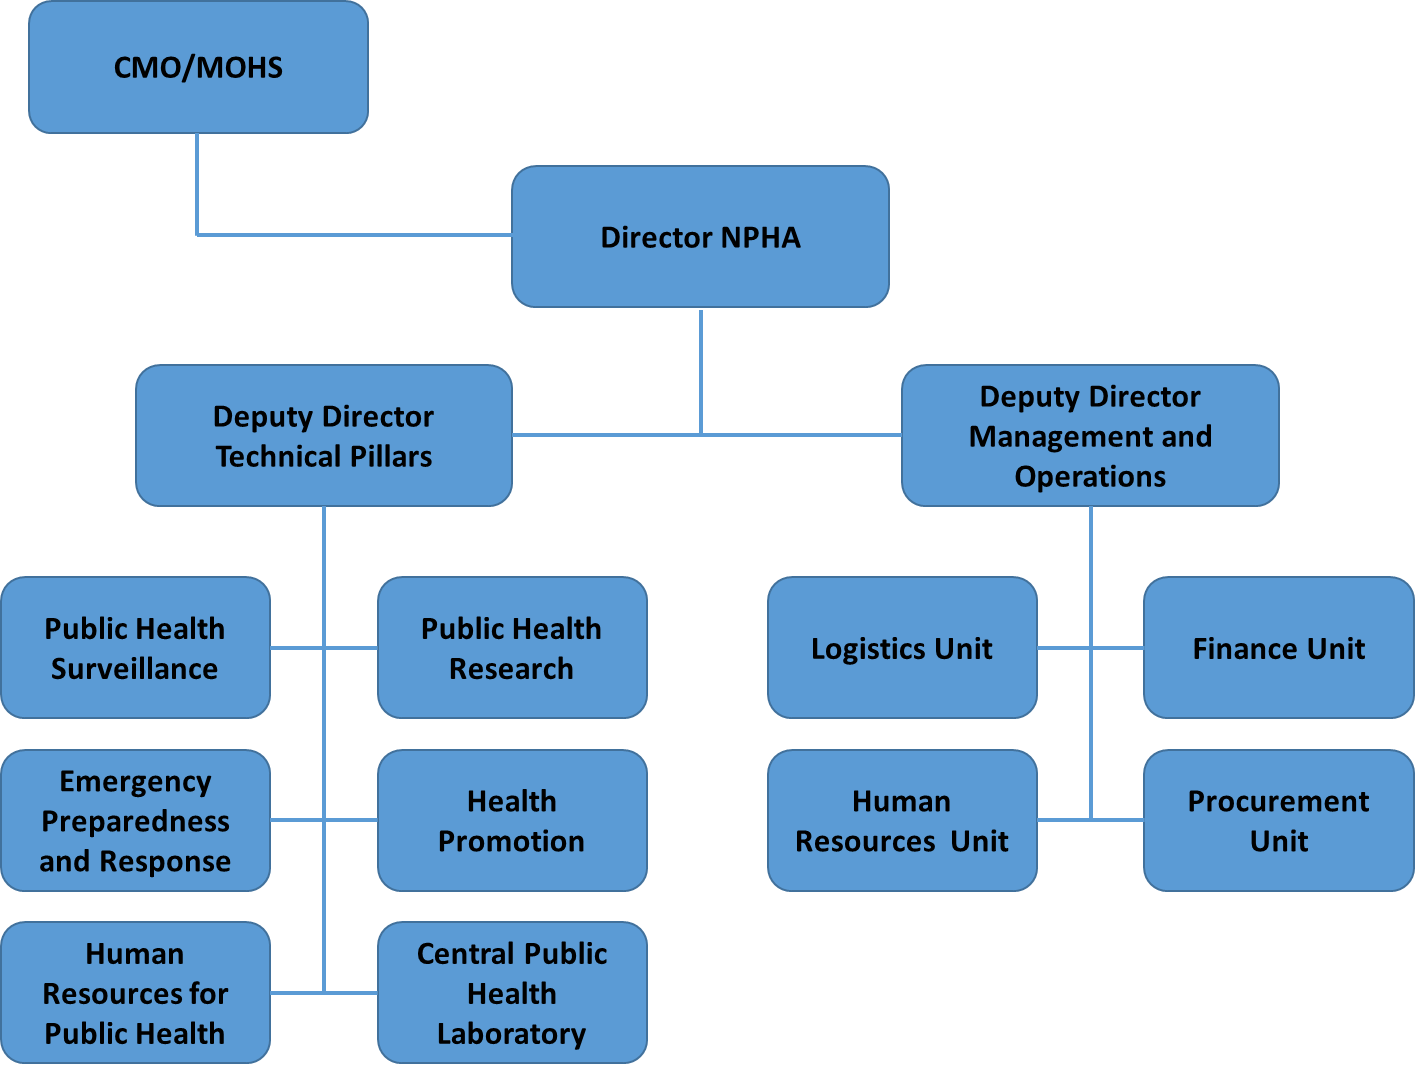 CMO/MOHS
Director NPHA
Deputy Director
Technical Pillars
Deputy Director
Management and
Operations
Public Health
Surveillance
Public Health
Research
Logistics Unit
Finance Unit
Emergency
Preparedness
and Response
Health
Promotion
Human
Resources Unit
Procurement
Unit
Human
Resources for
Public Health
Central Public
Health
Laboratory